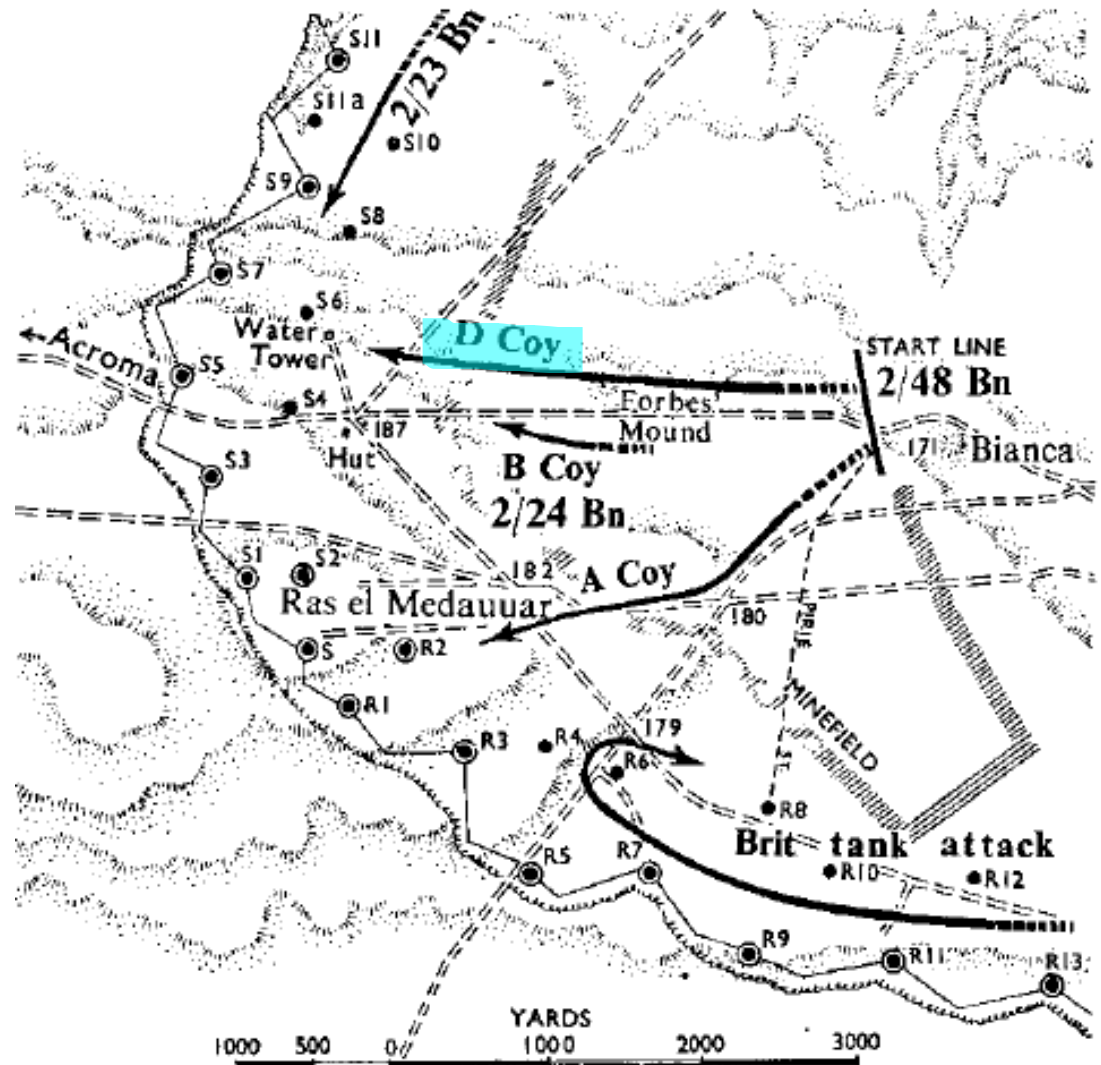 S11
S11a
2/23 Bn
S10
S9
S8
S7
S6
Water
Tower
D Coy
←Acroma
S5
START LINE
2/48 Bn
S4
Forbes'
Mound
187
Hut
171
Bianca
S3
B Coy
2/24 Bn
S1
S2
182
A Coy
Ras el Medauuar
180
PIRIE
ST.
S
R2
MINEFIELD
R1
179
R3
R4
R6
R8
Brit tank attack
R5
R7
R10
R12
R9
R11
R13
YARDS
1000 500 0 1000 2000 3000